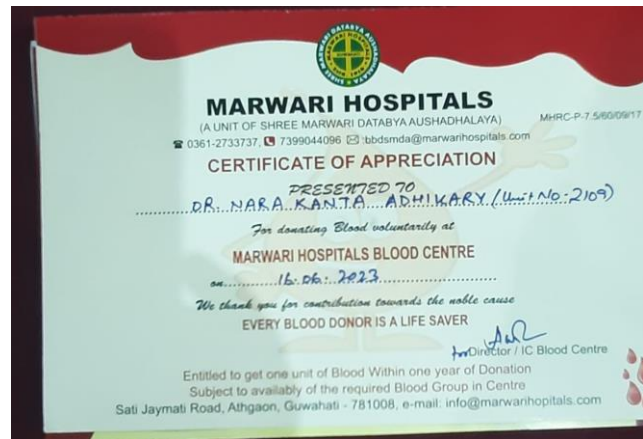 MARWARI HOSPITALS
(A UNIT OF SHREE MARWARI DATABYA AUSHADHALAYA)
MHRC-P-7.5/60/09/17
0361-2733737, 7399044096 :bbdsmda@marwarihospitals.com
CERTIFICATE OF APPRECIATION
PRESENTED TO
DR. NARA KANTA ADHIKARY (Unit No:-2109)
For donating Blood voluntarily at
MARWARI HOSPITALS BLOOD CENTRE
on 16.06.2023
We thank you for contribution towards the noble cause
EVERY BLOOD DONOR IS A LIFE SAVER
for Director / IC Blood Centre
Entitled to get one unit of Blood Within one year of Donation
Subject to availably of the required Blood Group in Centre
Sati Jaymati Road, Athgaon, Guwahati - 781008, e-mail: info@marwarihopitals.com